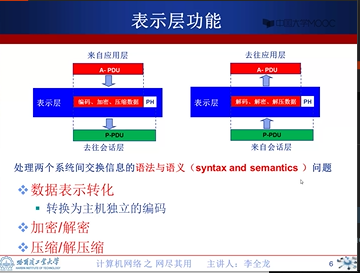 表示层功能
来自应用层
去往应用层
A- PDU
A- PDU
表示层
编码、加密、压缩数据
PH
表示层
解码、解密、解压数据
PH
P-PDU
P-PDU
去往会话层
来自会话层
处理两个系统间交换信息的语法与语义（syntax and semantics ）问题
数据表示转化
转换为主机独立的编码
加密/解密
压缩/解压缩
哈尔滨工业大学
计算机网络 之 网尽其用
主讲人：李全龙
6